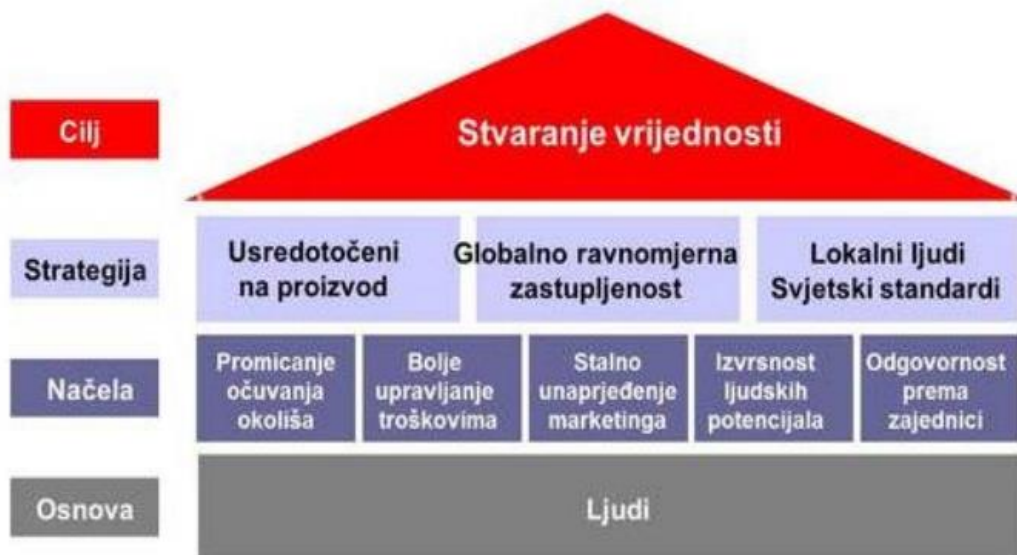 Cilj
Stvaranje vrijednosti
Strategija
Usredotočeni
na proizvod
Globalno ravnomjerna
zastupljenost
Lokalni ljudi
Svjetski standardi
Načela
Promicanje
očuvanja
okoliša
Bolje
upravljanje
troškovima
Stalno
unaprjeđenje
marketinga
Izvrsnost
ljudskih
potencijala
Odgovornost
prema
zajednici
Osnova
Ljudi